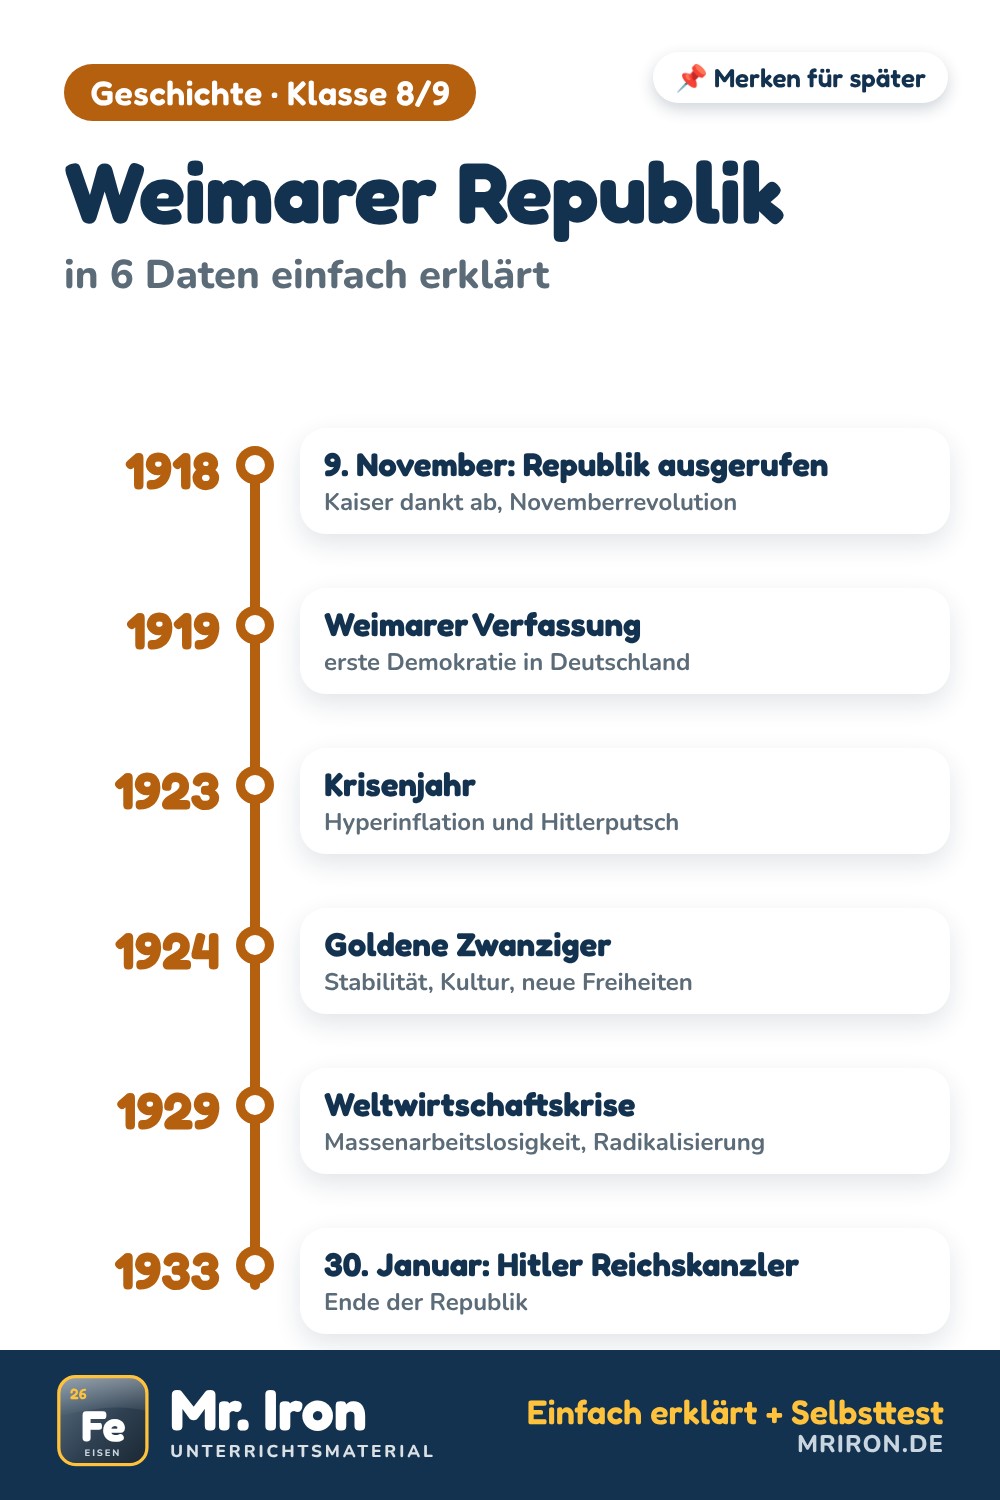 Geschichte · Klasse 8/9
📌 Merken für später
Weimarer Republik
in 6 Daten einfach erklärt
1918
9. November: Republik ausgerufen
Kaiser dankt ab, Novemberrevolution
1919
Weimarer Verfassung
erste Demokratie in Deutschland
1923
Krisenjahr
Hyperinflation und Hitlerputsch
1924
Goldene Zwanziger
Stabilität, Kultur, neue Freiheiten
1929
Weltwirtschaftskrise
Massenarbeitslosigkeit, Radikalisierung
1933
30. Januar: Hitler Reichskanzler
Ende der Republik
26
Fe
EISEN
Mr. Iron
UNTERRICHTSMATERIAL
Einfach erklärt + Selbsttest
MRIRON.DE